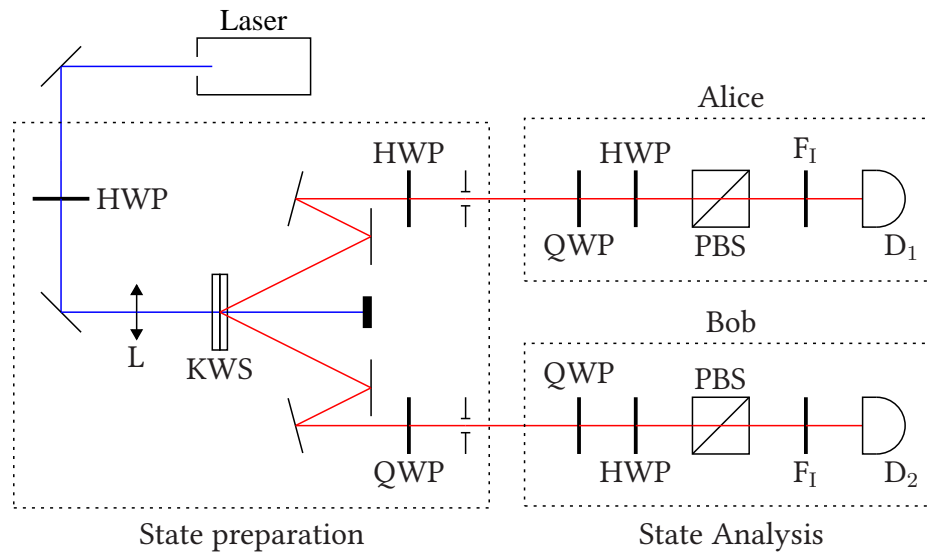 Laser
Alice
HWP
HWP
F_I
HWP
QWP
PBS
D_1
L
KWS
Bob
QWP
PBS
QWP
HWP
F_I
D_2
State preparation
State Analysis